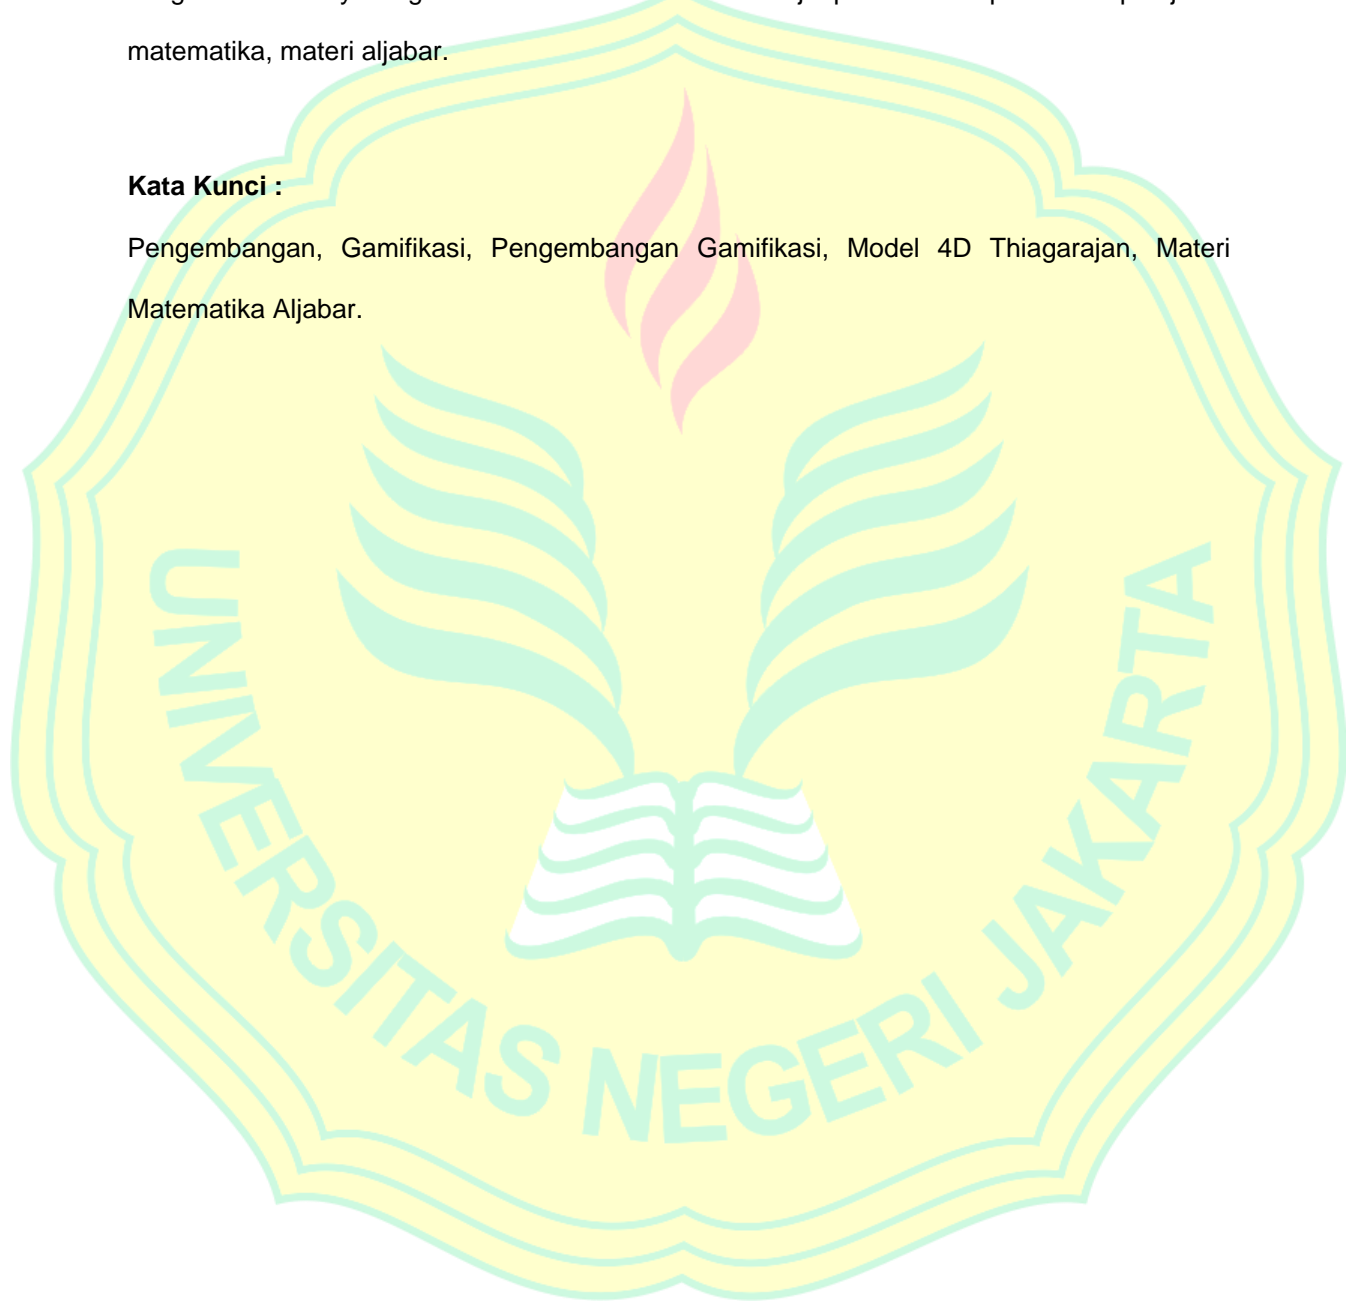 matematika, materi aljabar.
Kata Kunci :
Pengembangan, Gamifikasi, Pengembangan Gamifikasi, Model 4D Thiagarajan, Materi
Matematika Aljabar.
UNIVERSITAS NEGERI JAKARTA